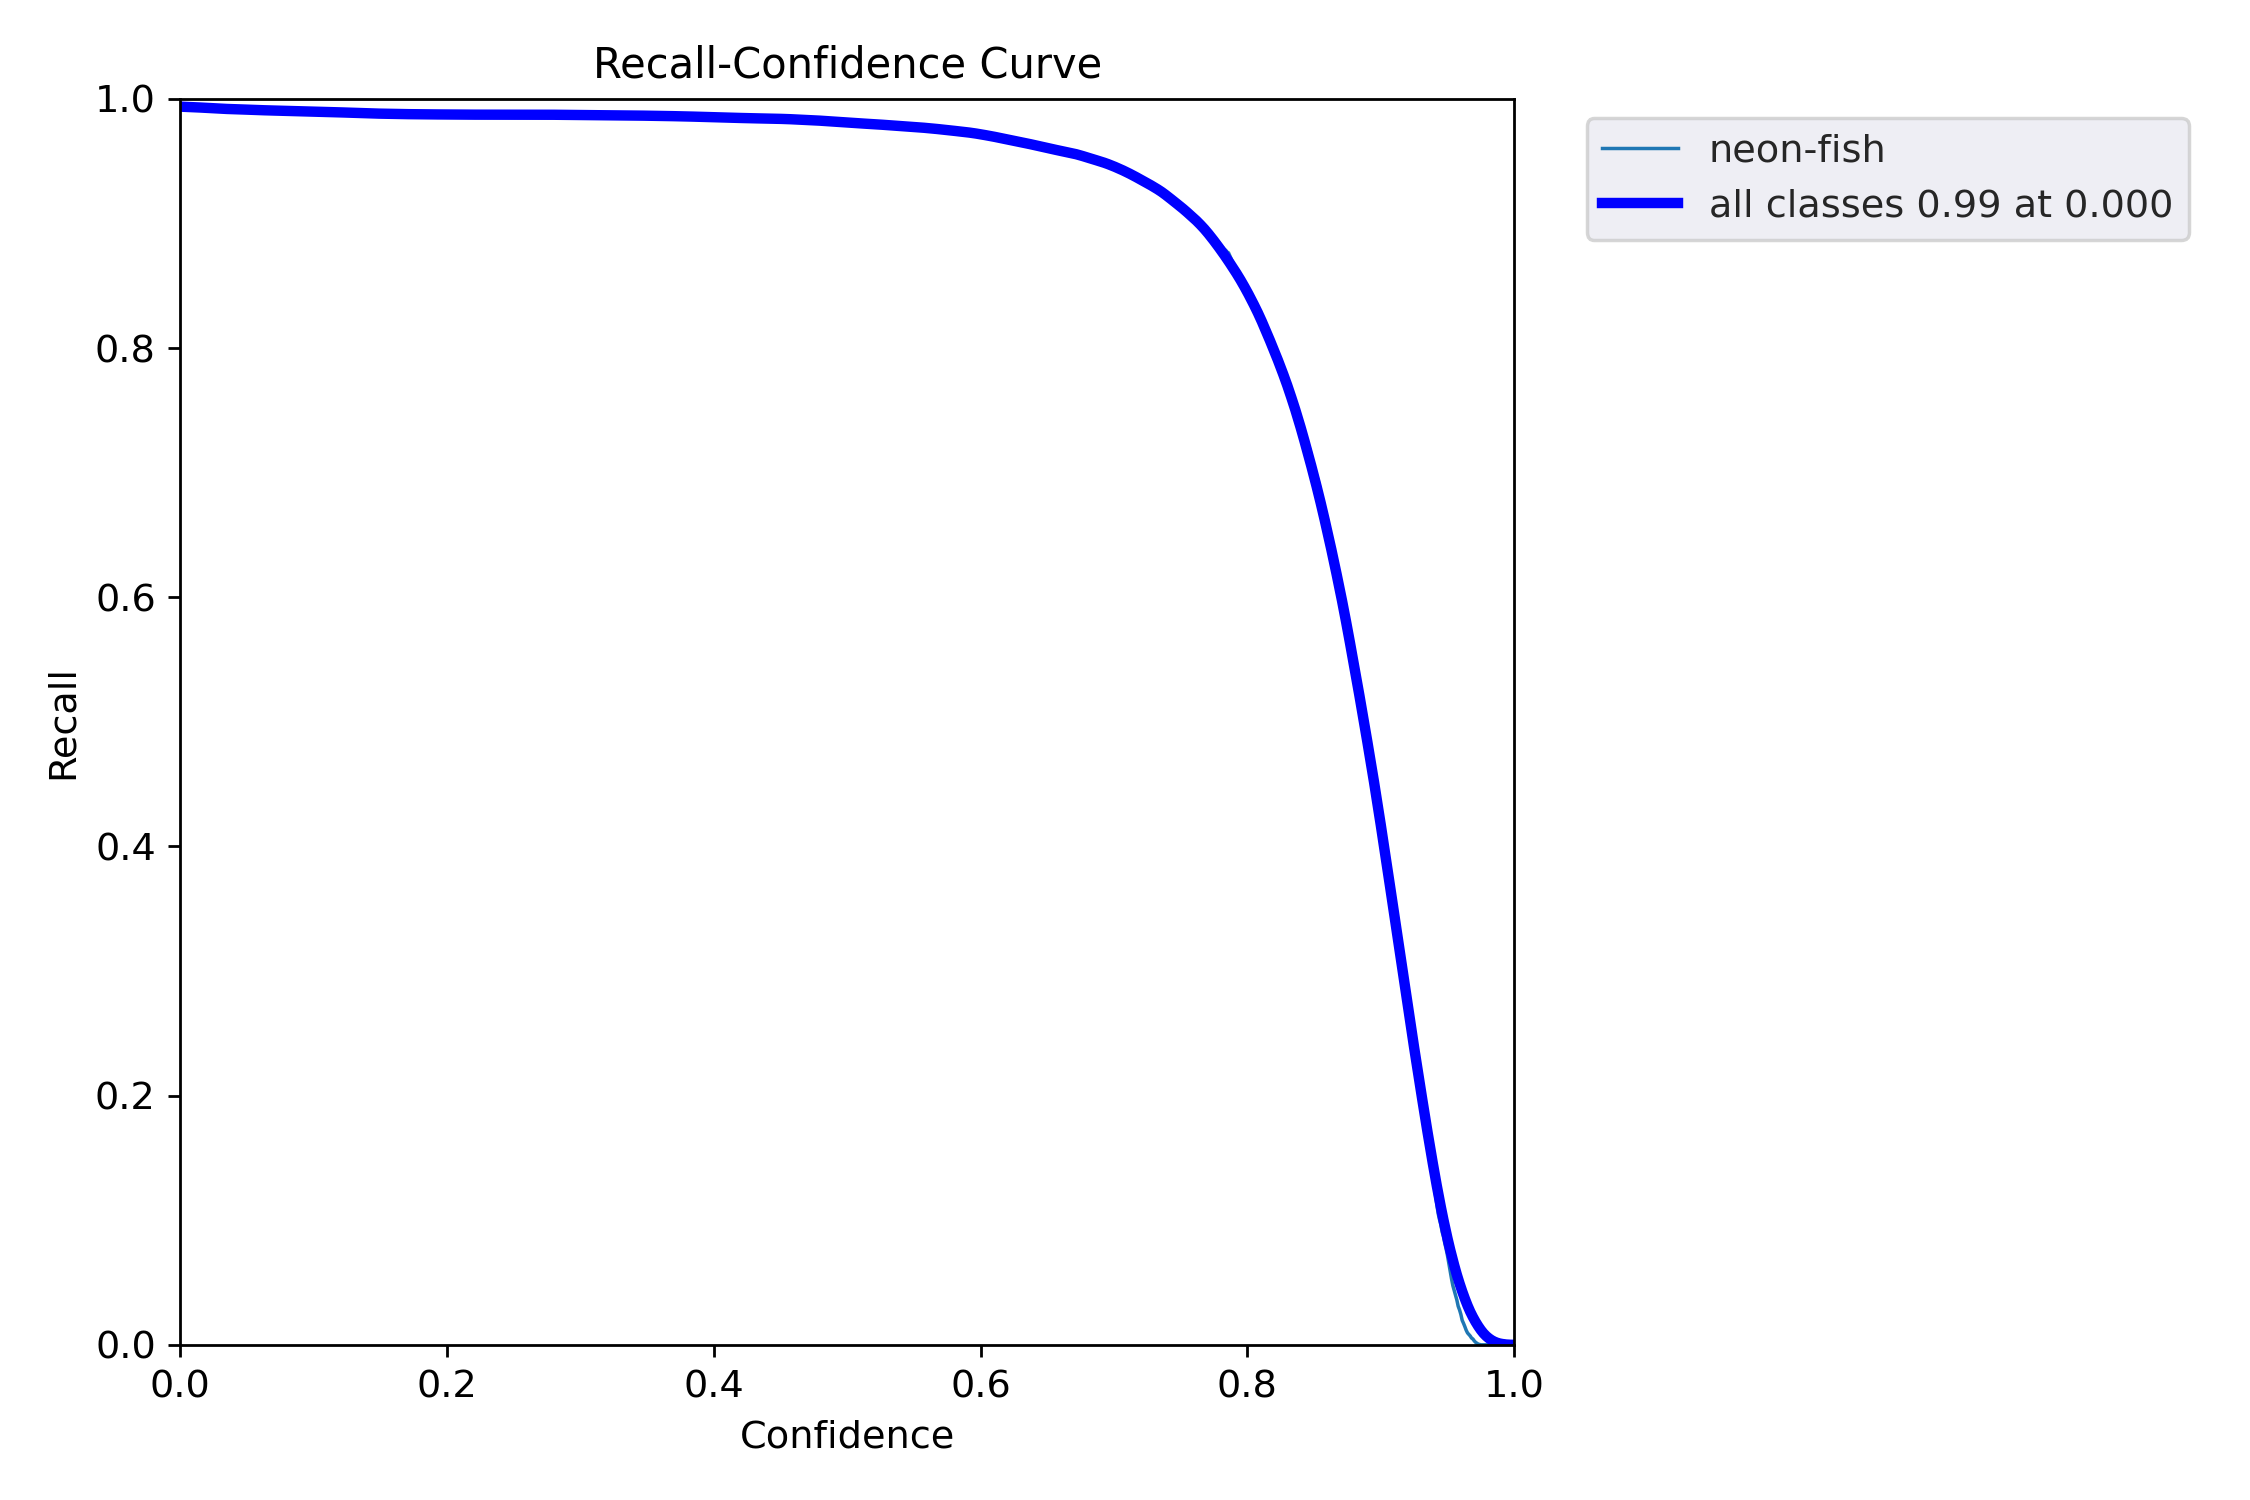 Recall-Confidence Curve
1.0
0.8
0.6
0.4
0.2
0.0
Recall
0.0 0.2 0.4 0.6 0.8 1.0
Confidence
neon-fish
all classes 0.99 at 0.000